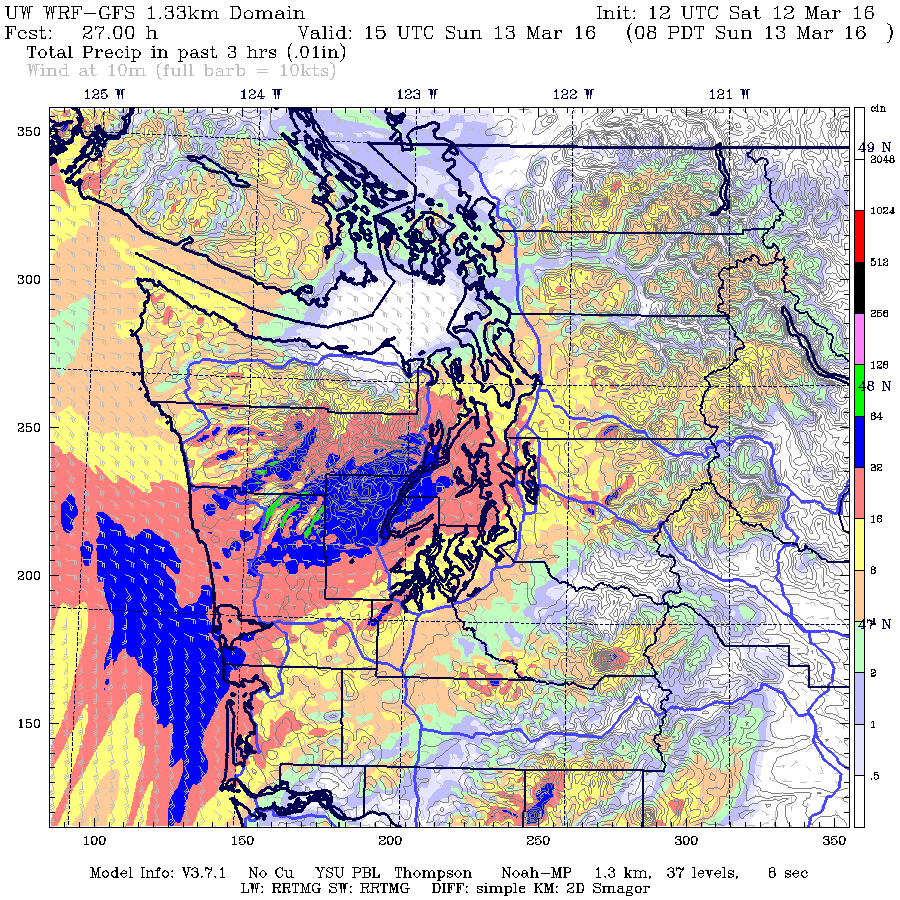 UW WRF-GFS 1.33km Domain Init: 12 UTC Sat 12 Mar 16
Fcst: 27.00 h Valid: 15 UTC Sun 13 Mar 16 (08 PDT Sun 13 Mar 16 )
Total Precip in past 3 hrs (.01in)
Wind at 10m (full barb = 10kts)
125 W 124 W 123 W 122 W 121 W
cin
350
49 N
2048
1024
300
512
256
128
48 N
250
64
32
16
200
8
4
47 N
2
150
1
.5
100 150 200 250 300 350
Model Info: V3.7.1 No Cu YSU PBL Thompson Noah-MP 1.3 km, 37 levels, 8 sec
LW: RRTMG SW: RRTMG DIFF: simple KM: 2D Smagor